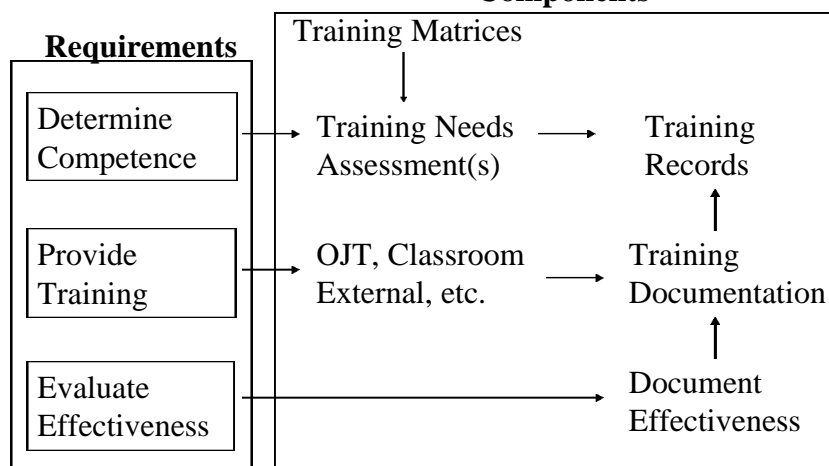 Requirements
Training Matrices
Determine
Competence
Training Needs
Assessment(s)
Training
Records
Provide
Training
OJT, Classroom
External, etc.
Training
Documentation
Evaluate
Effectiveness
Document
Effectiveness